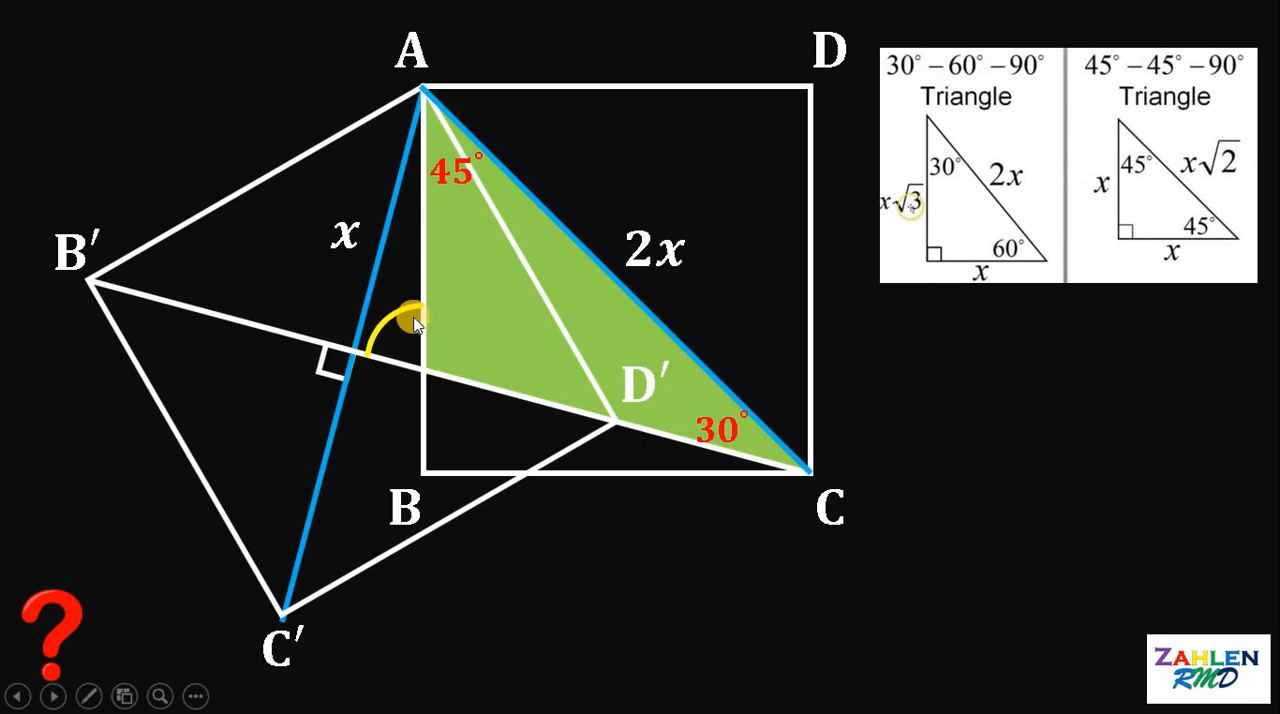 A
D
45°
x
2x
B′
D′
30°
B
C
C′
?
30° – 60° – 90°
Triangle
30°
2x
x√3
60°
x
45° – 45° – 90°
Triangle
45°
x√2
x
45°
x
ZAHLEN
RMD